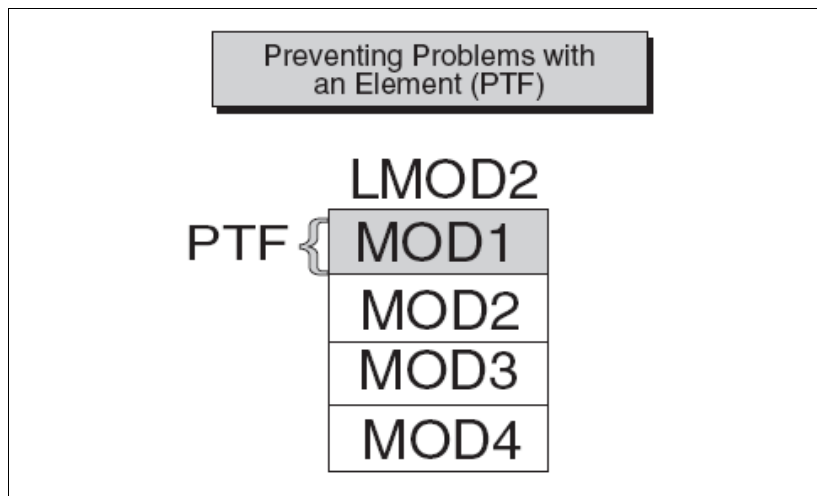 Preventing Problems with
an Element (PTF)
LMOD2
PTF { MOD1
MOD2
MOD3
MOD4